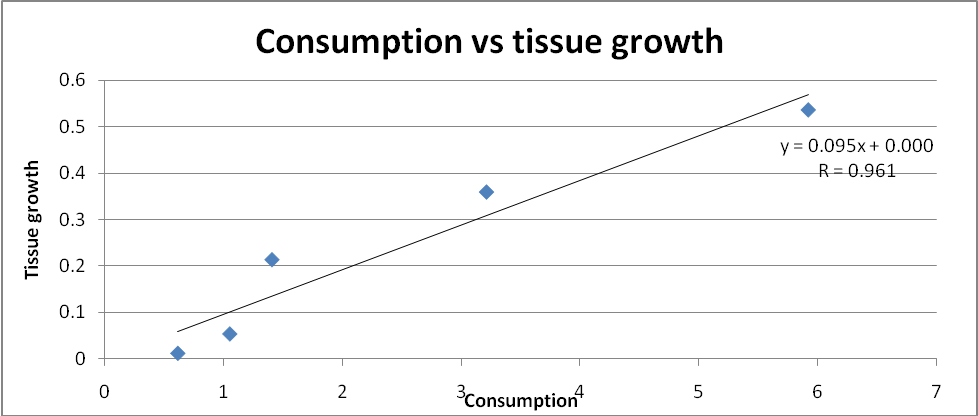 Consumption vs tissue growth
0.6
0.5
0.4
0.3
0.2
0.1
0
Tissue growth
y = 0.095x + 0.000
R = 0.961
0 1 2 3 4 5 6 7
Consumption